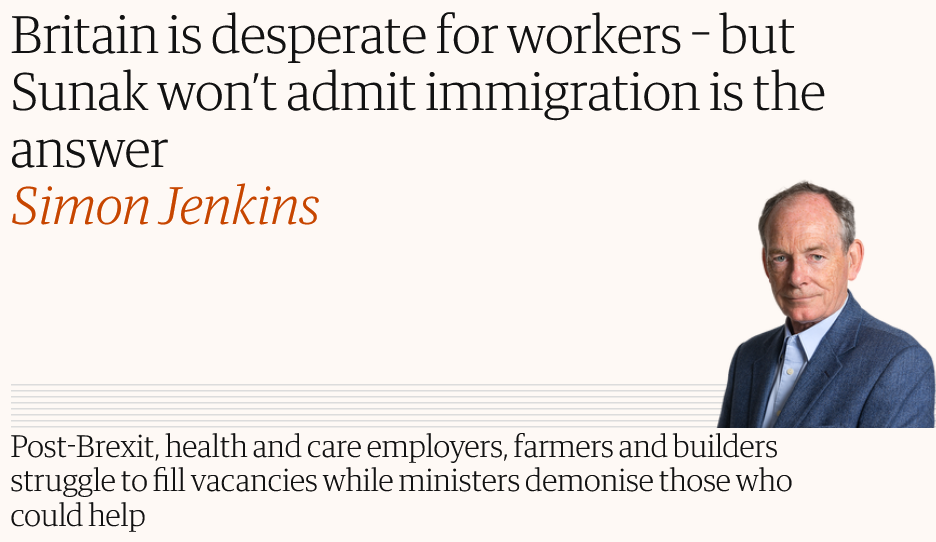 Britain is desperate for workers – but
Sunak won’t admit immigration is the
answer
Simon Jenkins
Post-Brexit, health and care employers, farmers and builders
struggle to fill vacancies while ministers demonise those who
could help